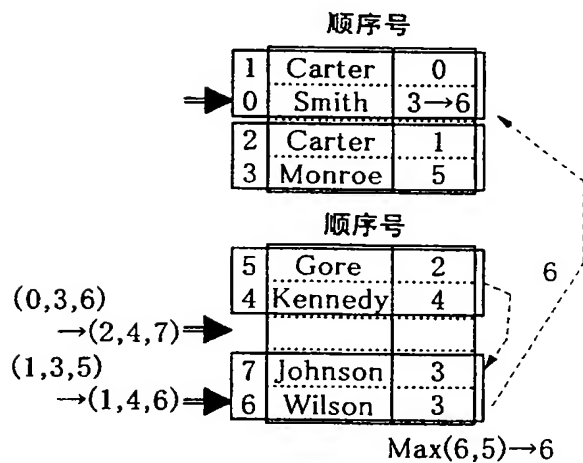 顺序号
1 Carter 0
0 Smith 3→6
2 Carter 1
3 Monroe 5
顺序号
5 Gore 2
4 Kennedy 4
6
(0,3,6)
→(2,4,7)
7 Johnson 3
(1,3,5)
→(1,4,6)
6 Wilson 3
Max(6,5)→6